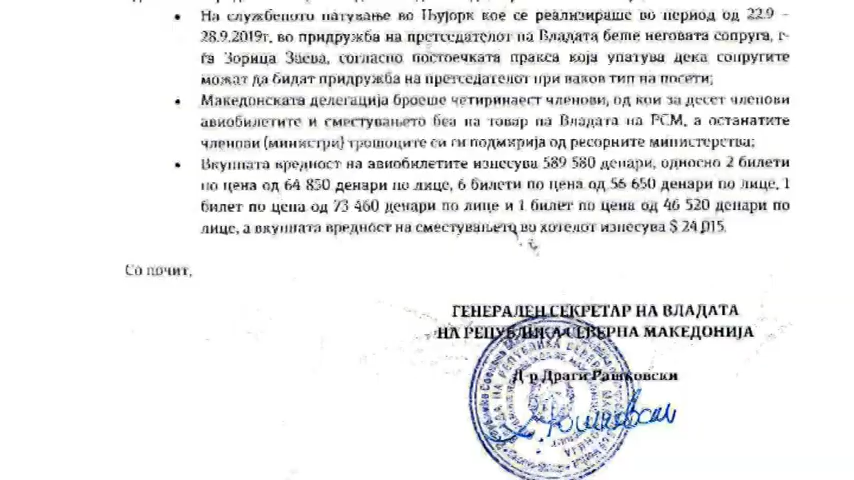 На службеното патување во Њујорк кое се реализираше во период од 22.9 –
28.9.2019г. во придружба на претседателот на Владата беше неговата сопруга, г-
ѓа Зорица Заева, согласно постоечката пракса која упатува дека сопругите
можат да бидат придружба на претседателот при ваков тип на посети;
Македонската делегација броеше четиринаест членови, од кои за десет членови
авиобилетите и сместувањето беа на товар на Владата на РСМ, а останатите
членови (министри) трошоците си ги подмирија од ресорните министерства;
Вкупната вредност на авиобилетите изнесува 589 580 денари, односно 2 билети
по цена од 64 850 денари по лице, 6 билети по цена од 56 650 денари по лице, 1
билет по цена од 73 460 денари по лице и 1 билет по цена од 46 520 денари по
лице, а вкупната вредност на сместувањето во хотелот изнесува $ 24,015.
Со почит,
ГЕНЕРАЛЕН СЕКРЕТАР НА ВЛАДАТА
НА РЕПУБЛИКА СЕВЕРНА МАКЕДОНИЈА
Д-р Драги Рашковски